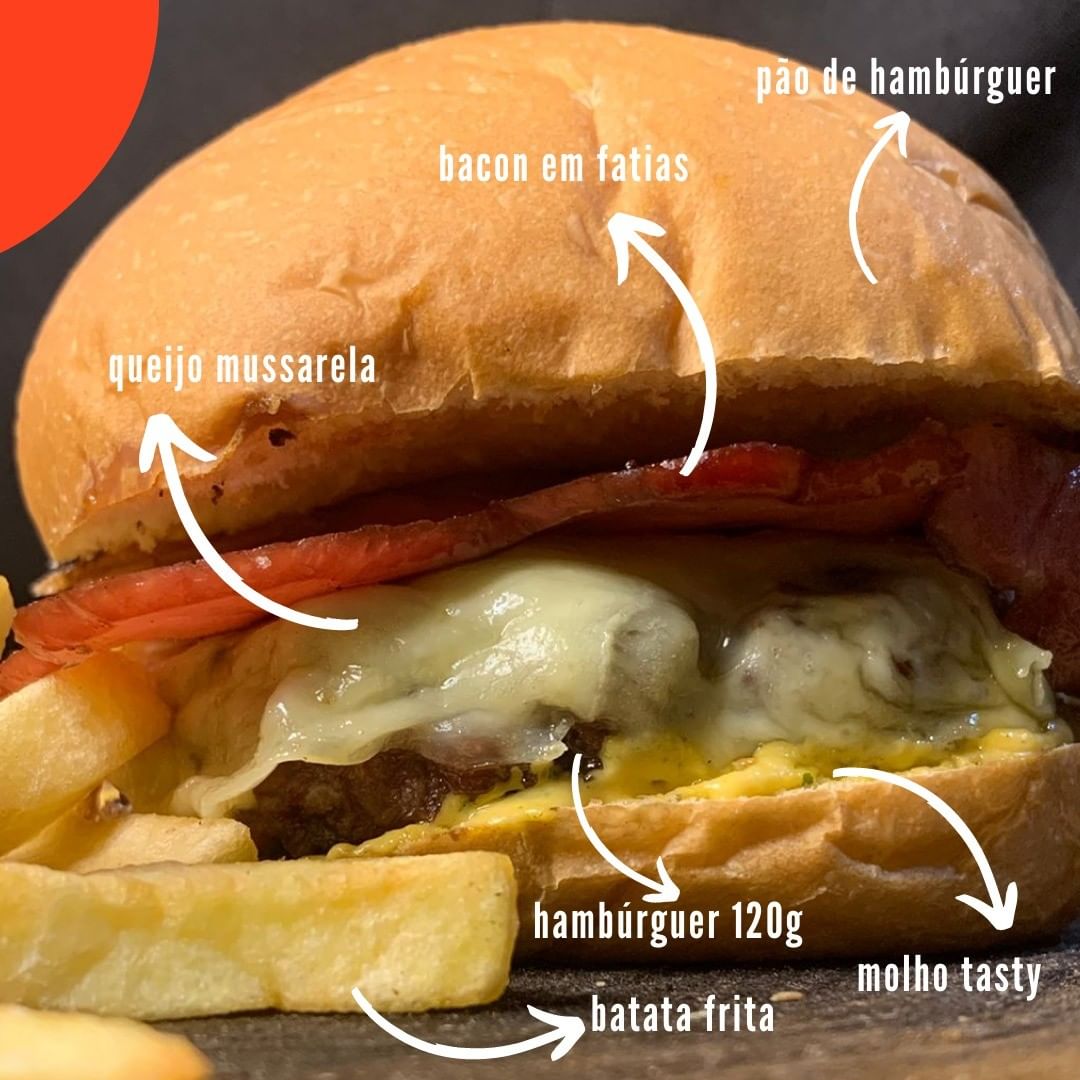 pão de hambúrguer
bacon em fatias
queijo mussarela
hambúrguer 120g
molho tasty
batata frita